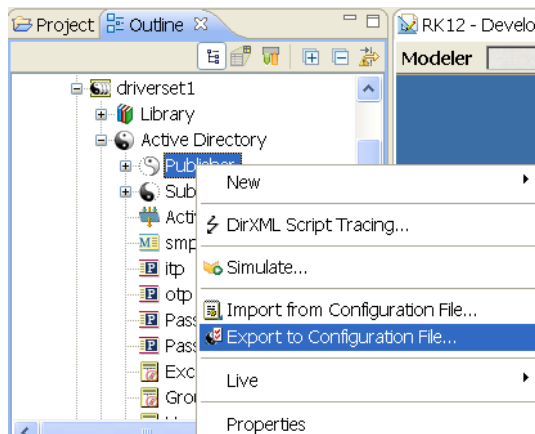 Project Outline
RK12 - Develo
Modeler
driverset1
Library
Active Directory
Publisher
New
Sub
DirXML Script Tracing...
Acti
smp
Simulate...
itp
otp
Import from Configuration File...
Pass
Export to Configuration File...
Pass
Exc
Live
Grou
Properties